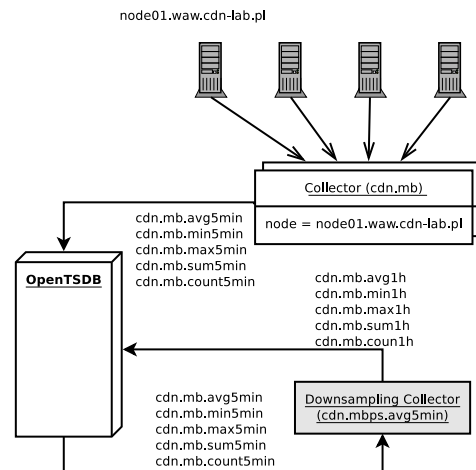 node01.waw.cdn-lab.pl
Collector (cdn.mb)
node = node01.waw.cdn-lab.pl
cdn.mb.avg5min
cdn.mb.min5min
cdn.mb.max5min
cdn.mb.sum5min
cdn.mb.count5min
OpenTSDB
cdn.mb.avg1h
cdn.mb.min1h
cdn.mb.max1h
cdn.mb.sum1h
cdn.mb.coun1h
Downsampling Collector
(cdn.mbps.avg5min)
cdn.mb.avg5min
cdn.mb.min5min
cdn.mb.max5min
cdn.mb.sum5min
cdn.mb.count5min